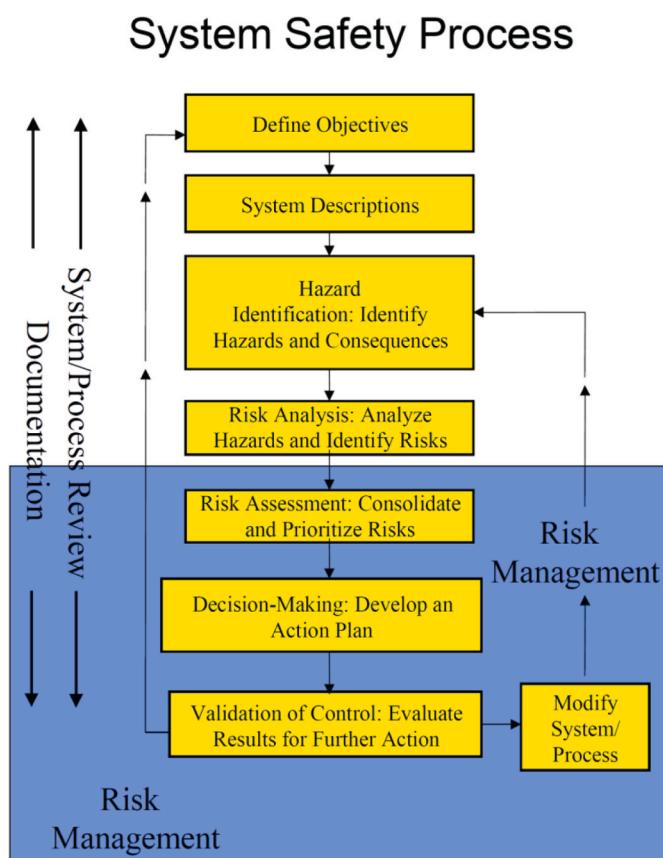 System Safety Process
Define Objectives
System Descriptions
Hazard
Identification: Identify
Hazards and Consequences
Risk Analysis: Analyze
Hazards and Identify Risks
Risk Assessment: Consolidate
and Prioritize Risks
Decision-Making: Develop an
Action Plan
Validation of Control: Evaluate
Results for Further Action
Modify
System/
Process
Risk
Management
Risk
Management
System/Process Review
Documentation